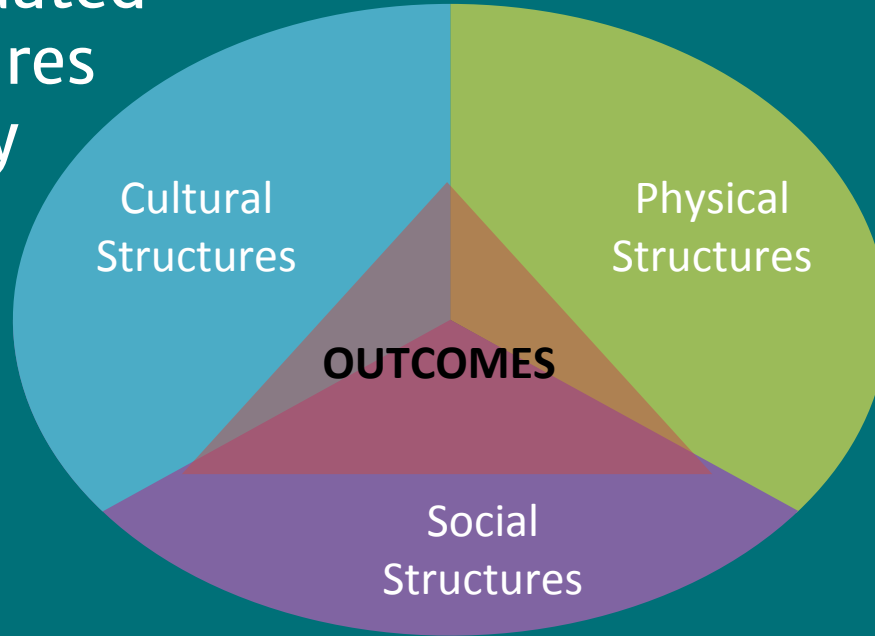 Cultural
Structures
Physical
Structures
OUTCOMES
Social
Structures